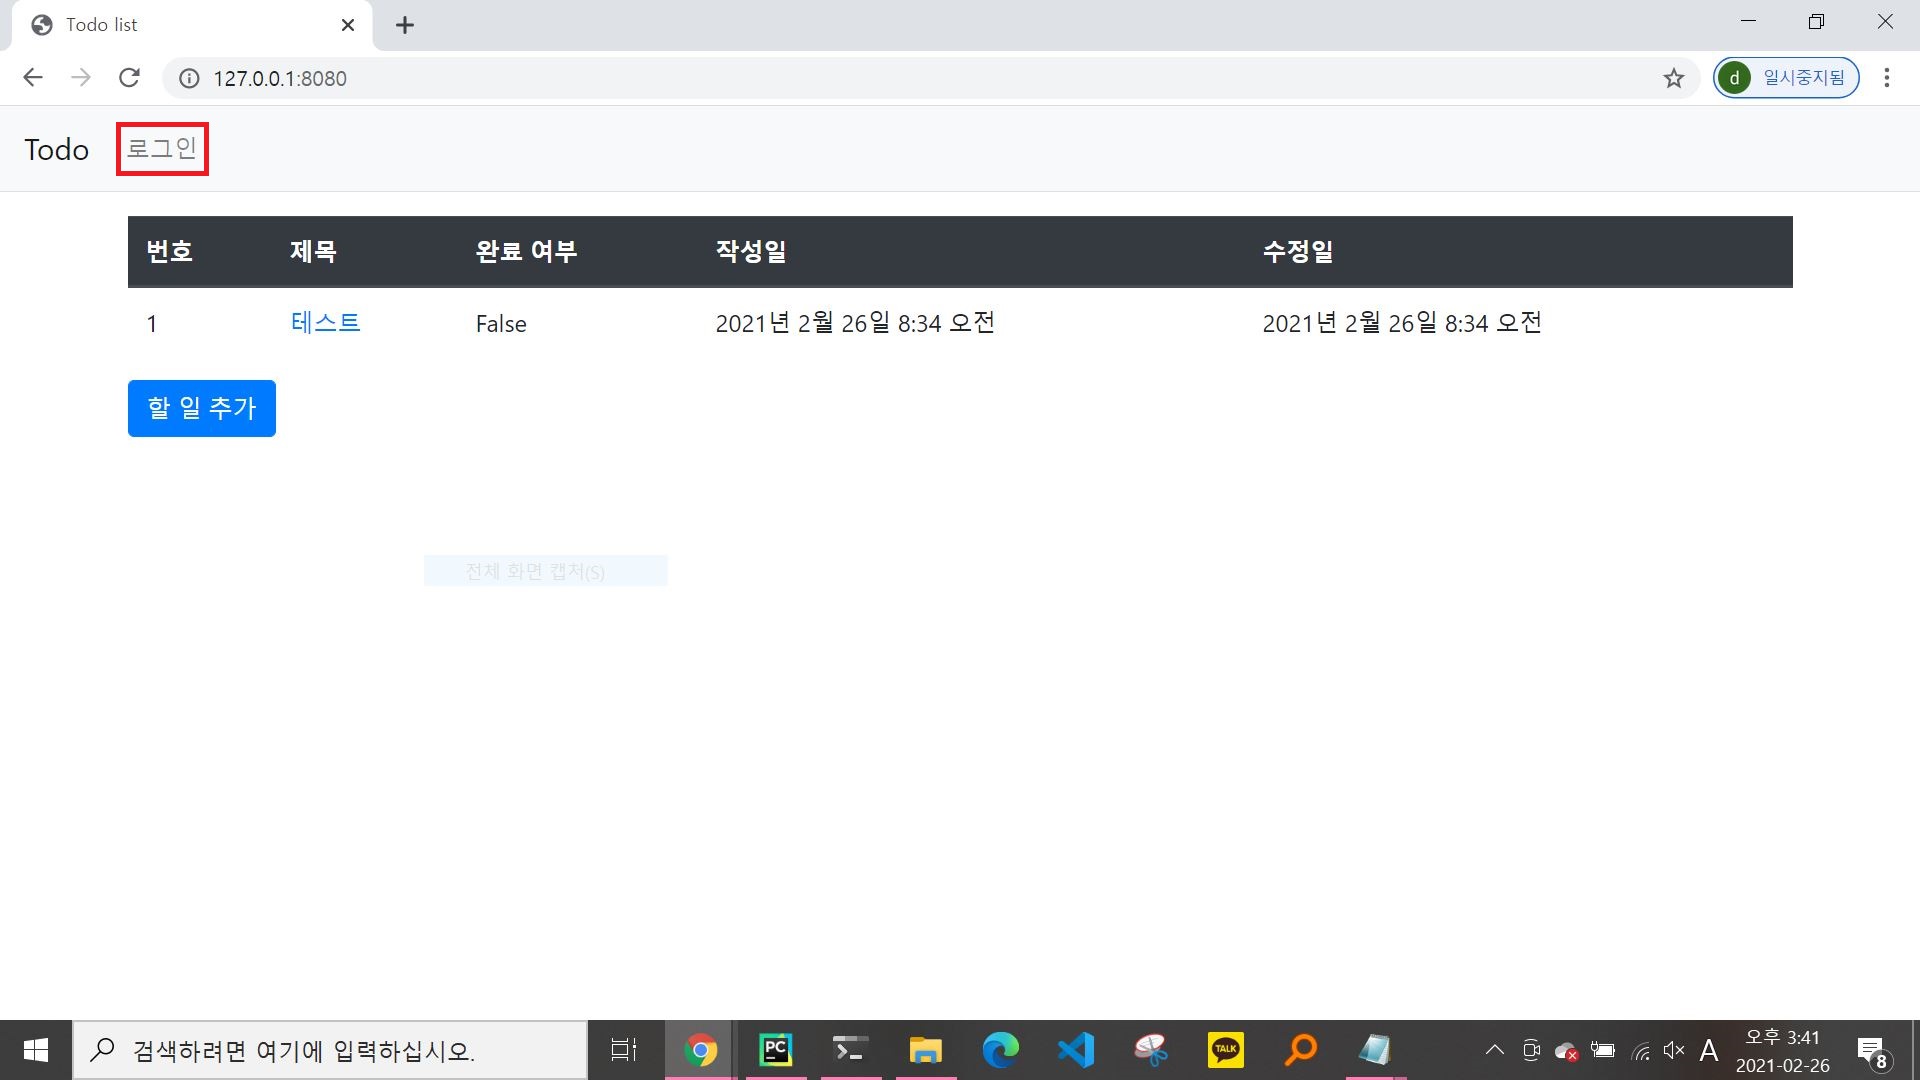 Todo list
127.0.0.1:8080
d 일시중지됨
Todo 로그인
번호 제목 완료 여부 작성일 수정일
1 테스트 False 2021년 2월 26일 8:34 오전 2021년 2월 26일 8:34 오전
할 일 추가
전체 화면 캡처(S)
검색하려면 여기에 입력하십시오.
PC
TALK
A
오후 3:41
2021-02-26
8